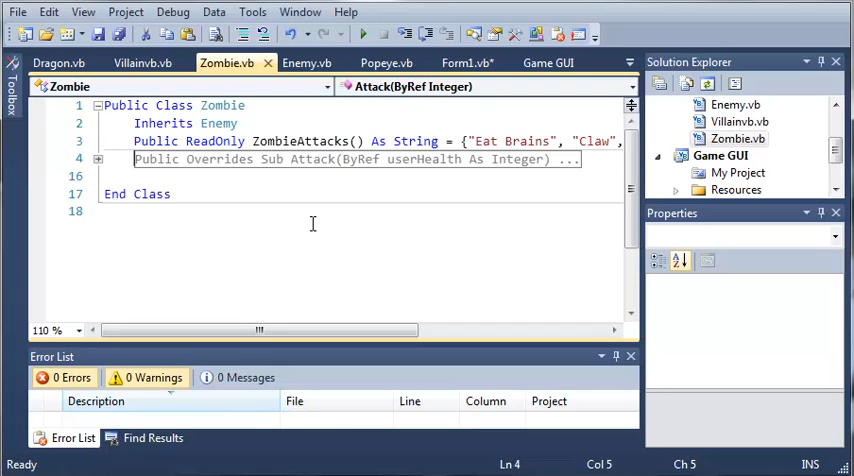 File Edit View Project Debug Data Tools Window Help
Dragon.vb Villainvb.vb Zombie.vb Enemy.vb Popeye.vb Form1.vb* Game GUI
Toolbox
Zombie Attack(ByRef Integer)
1 Public Class Zombie
2 Inherits Enemy
3 Public ReadOnly ZombieAttacks() As String = {"Eat Brains", "Claw",
4 Public Overrides Sub Attack(ByRef userHealth As Integer) ...
16
17 End Class
18
110 %
Solution Explorer
Enemy.vb
Villainvb.vb
Zombie.vb
Game GUI
My Project
Resources
Properties
Error List
0 Errors 0 Warnings 0 Messages
Description File Line Column Project
Error List Find Results
Ready Ln 4 Col 5 Ch 5 INS